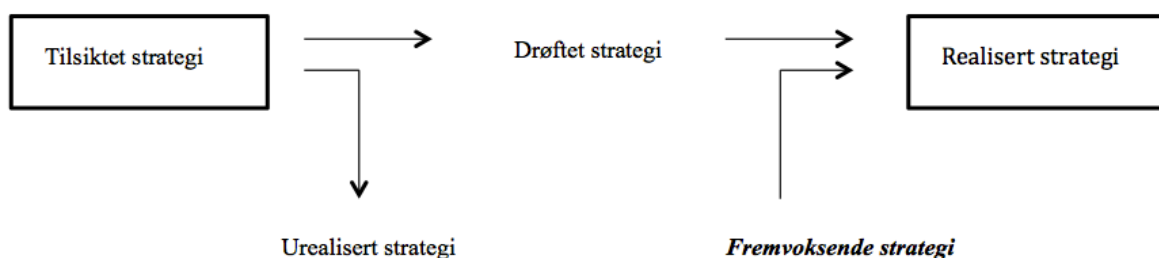 Tilsiktet strategi
Drøftet strategi
Realisert strategi
Urealisert strategi
Fremvoksende strategi